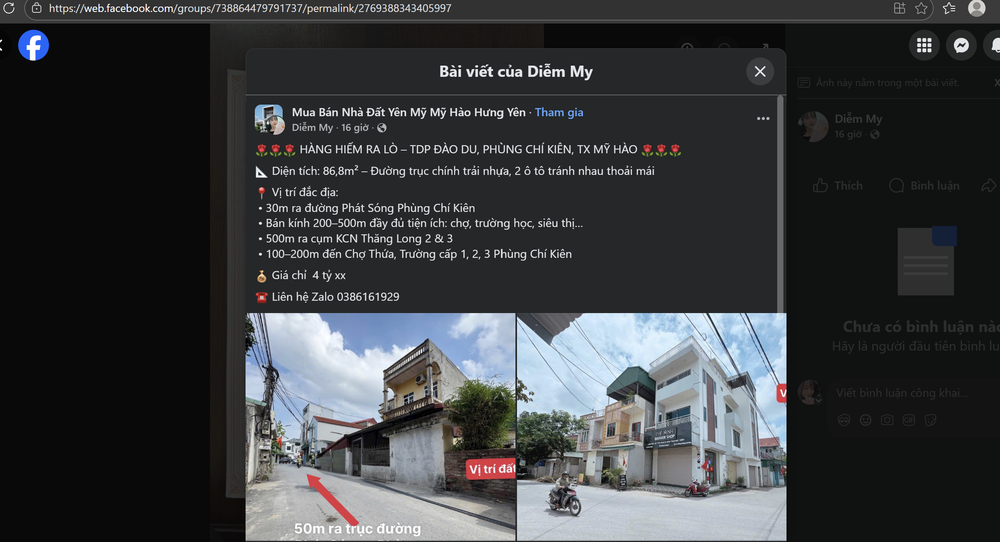 https://web.facebook.com/groups/738864479791737/permalink/2769388343405997
Bài viết của Diễm My
Mua Bán Nhà Đất Yên Mỹ Mỹ Hào Hưng Yên · Tham gia
Diễm My · 16 giờ ·
HÀNG HIẾM RA LÒ – TDP ĐÀO DU, PHÙNG CHÍ KIÊN, TX MỸ HÀO
Diện tích: 86,8m² – Đường trục chính trải nhựa, 2 ô tô tránh nhau thoải mái
Vị trí đắc địa:
• 30m ra đường Phát Sóng Phùng Chí Kiên
• Bán kính 200–500m đầy đủ tiện ích: chợ, trường học, siêu thị...
• 500m ra cụm KCN Thăng Long 2 & 3
• 100–200m đến Chợ Thứa, Trường cấp 1, 2, 3 Phùng Chí Kiên
Giá chỉ 4 tỷ xx
Liên hệ Zalo 0386161929
Vị trí đất
50m ra trục đường
THẾ ANH
BARBER SHOP
V
Ảnh này nằm trong một bài viết.
Diễm My
16 giờ ·
Thích
Bình luận
Chưa có bình luận nào
Hãy là người đầu tiên bình lu
Viết bình luận công khai...
GIF